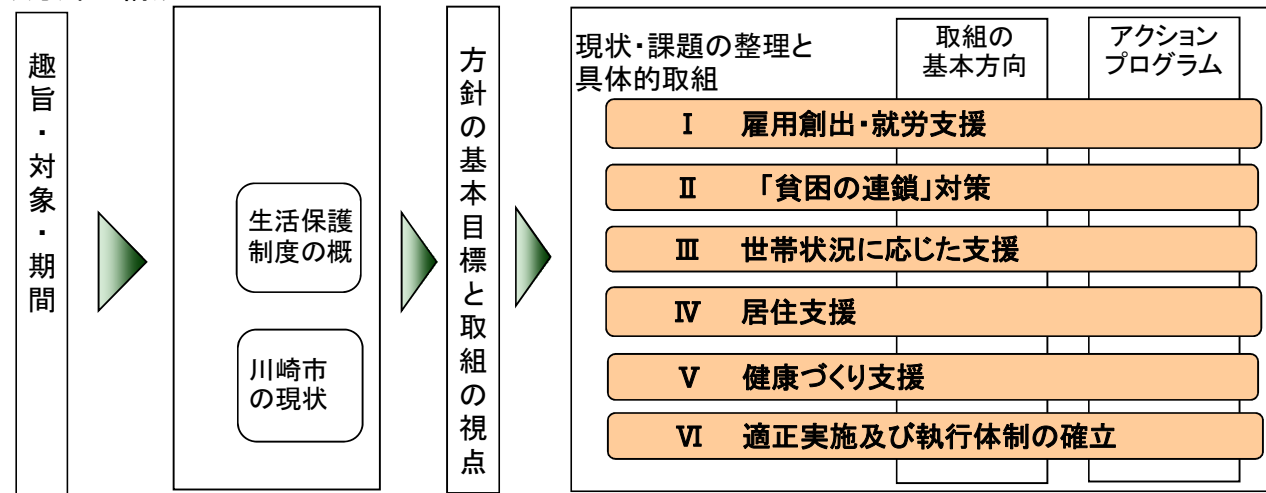 趣旨・対象・期間
生活保護
制度の概
川崎市
の現状
方針の基本目標と取組の視点
現状・課題の整理と
具体的取組
取組の
基本方向
アクション
プログラム
Ⅰ 雇用創出・就労支援
Ⅱ 「貧困の連鎖」対策
Ⅲ 世帯状況に応じた支援
Ⅳ 居住支援
Ⅴ 健康づくり支援
Ⅵ 適正実施及び執行体制の確立